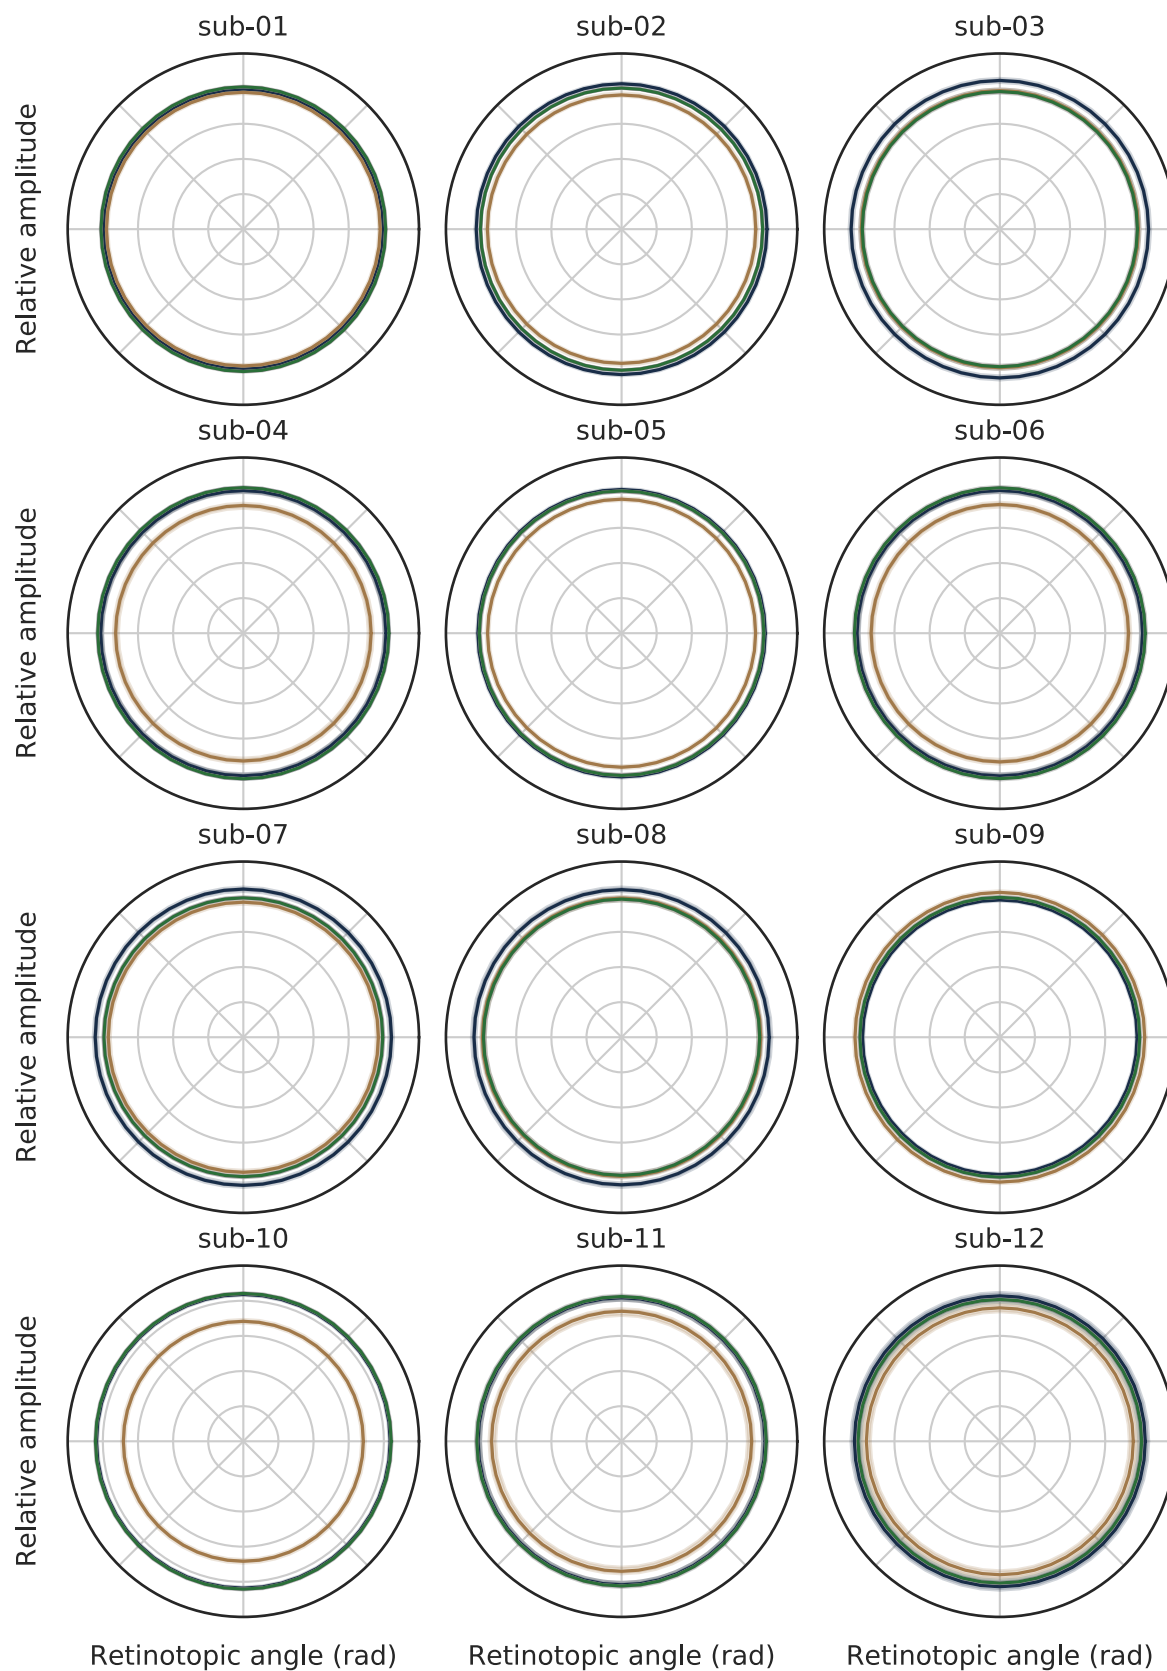 sub-01
sub-02
sub-03
Relative amplitude
sub-04
sub-05
sub-06
Relative amplitude
sub-07
sub-08
sub-09
Relative amplitude
sub-10
sub-11
sub-12
Relative amplitude
Retinotopic angle (rad)
Retinotopic angle (rad)
Retinotopic angle (rad)